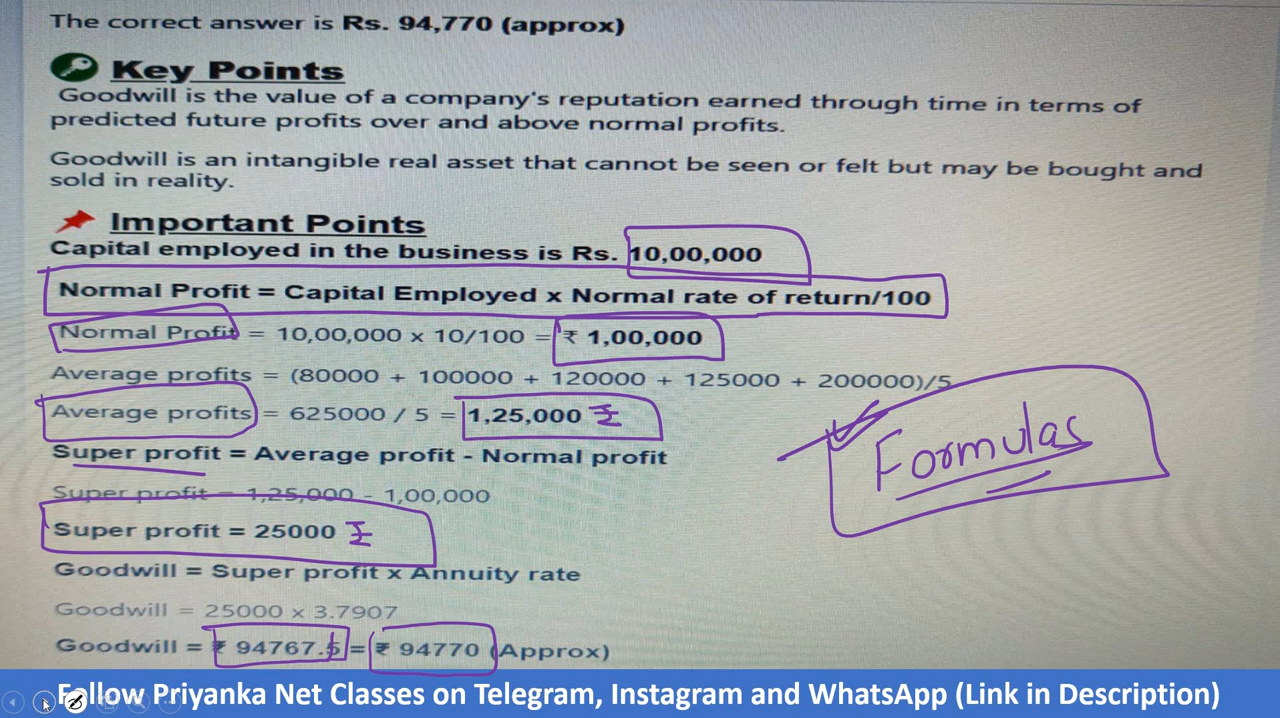 The correct answer is Rs. 94,770 (approx)
Key Points
Goodwill is the value of a company's reputation earned through time in terms of
predicted future profits over and above normal profits.
Goodwill is an intangible real asset that cannot be seen or felt but may be bought and
sold in reality.
Important Points
Capital employed in the business is Rs. 10,00,000
Normal Profit = Capital Employed x Normal rate of return/100
Normal Profit = 10,00,000 x 10/100 = ₹ 1,00,000
Average profits = (80000 + 100000 + 120000 + 125000 + 200000)/5
Average profits = 625000 / 5 = 1,25,000 ₹
Super profit = Average profit - Normal profit
Formulas
Super profit = 1,25,000 - 1,00,000
Super profit = 25000 ₹
Goodwill = Super profit x Annuity rate
Goodwill = 25000 x 3.7907
Goodwill = ₹ 94767.5 = ₹ 94770 (Approx)
Follow Priyanka Net Classes on Telegram, Instagram and WhatsApp (Link in Description)